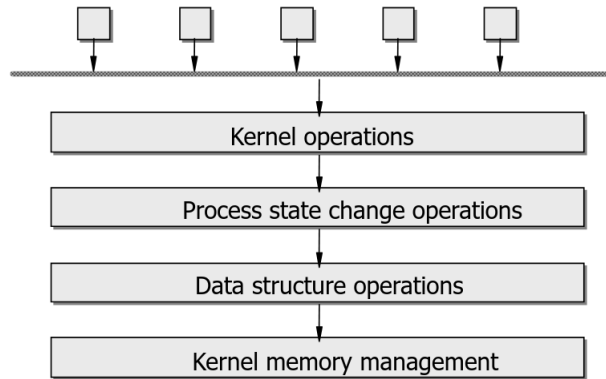 Kernel operations
Process state change operations
Data structure operations
Kernel memory management